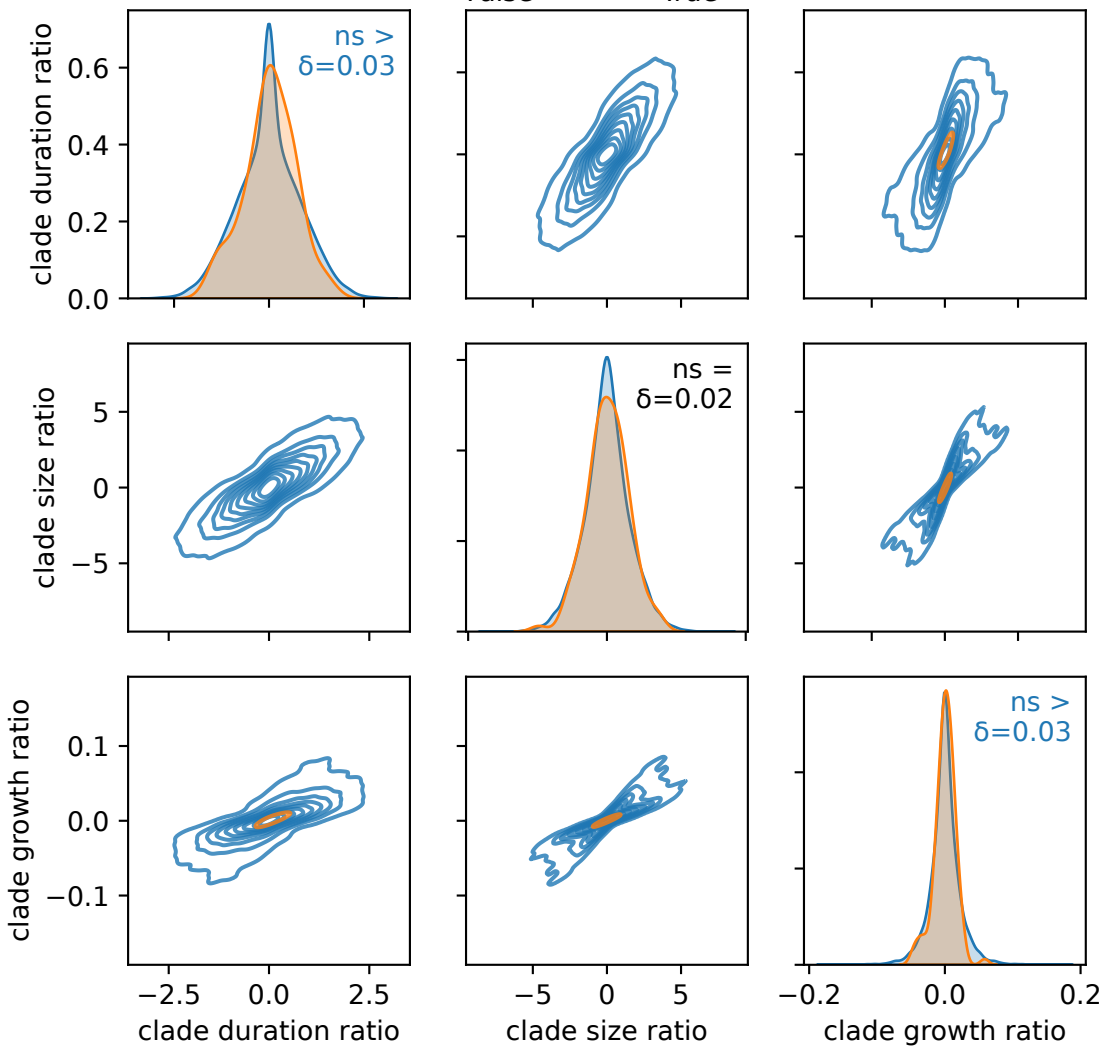 clade duration ratio
0.6
0.4
0.2
0.0
ns >
δ=0.03
clade size ratio
5
0
−5
ns =
δ=0.02
−5 0 5
clade growth ratio
0.1
0.0
−0.1
ns >
δ=0.03
−2.5 0.0 2.5
−5 0 5
−0.2 0.0 0.2
clade duration ratio
clade size ratio
clade growth ratio